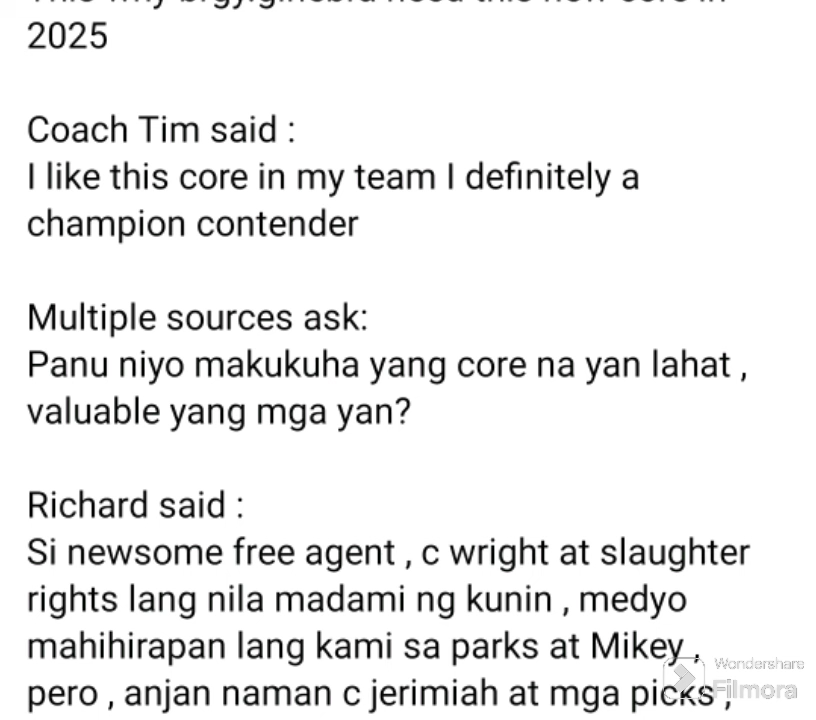 2025
Coach Tim said :
I like this core in my team I definitely a
champion contender
Multiple sources ask:
Panu niyo makukuha yang core na yan lahat ,
valuable yang mga yan?
Richard said :
Si newsome free agent , c wright at slaughter
rights lang nila madami ng kunin , medyo
mahihirapan lang kami sa parks at Mikey ,
pero , anjan naman c jerimiah at mga picks ,
Wondershare
Filmora